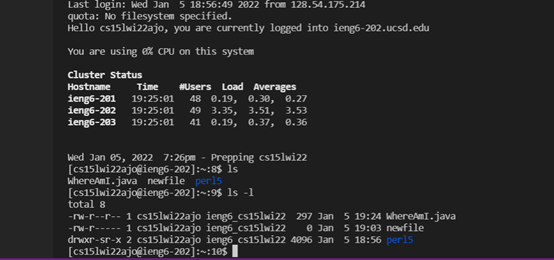 Last login: Wed Jan  5 18:56:49 2022 from 128.54.175.214
quota: No filesystem specified.
Hello cs15lwi22ajo, you are currently logged into ieng6-202.ucsd.edu
You are using 0% CPU on this system
Cluster Status
Hostname     Time    #Users  Load  Averages
ieng6-201   19:25:01   48  0.19,  0.30,  0.27
ieng6-202   19:25:01   49  3.35,  3.51,  3.53
ieng6-203   19:25:01   41  0.19,  0.37,  0.36
Wed Jan 05, 2022  7:26pm - Prepping cs15lwi22
[cs15lwi22ajo@ieng6-202]:~:8$ ls
WhereAmI.java  newfile  perl5
[cs15lwi22ajo@ieng6-202]:~:9$ ls -l
total 8
-rw-r--r-- 1 cs15lwi22ajo ieng6_cs15lwi22  297 Jan  5 19:24 WhereAmI.java
-rw-r----- 1 cs15lwi22ajo ieng6_cs15lwi22    0 Jan  5 19:03 newfile
drwxr-sr-x 2 cs15lwi22ajo ieng6_cs15lwi22 4096 Jan  5 18:56 perl5
[cs15lwi22ajo@ieng6-202]:~:10$